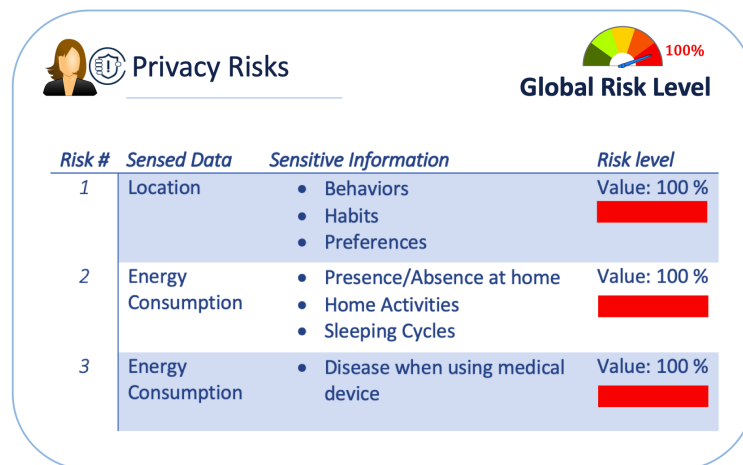 Privacy Risks
100%
Global Risk Level
Risk # Sensed Data Sensitive Information Risk level
1 Location • Behaviors Value: 100 %
• Habits
• Preferences
2 Energy • Presence/Absence at home Value: 100 %
Consumption • Home Activities
• Sleeping Cycles
3 Energy • Disease when using medical Value: 100 %
Consumption device